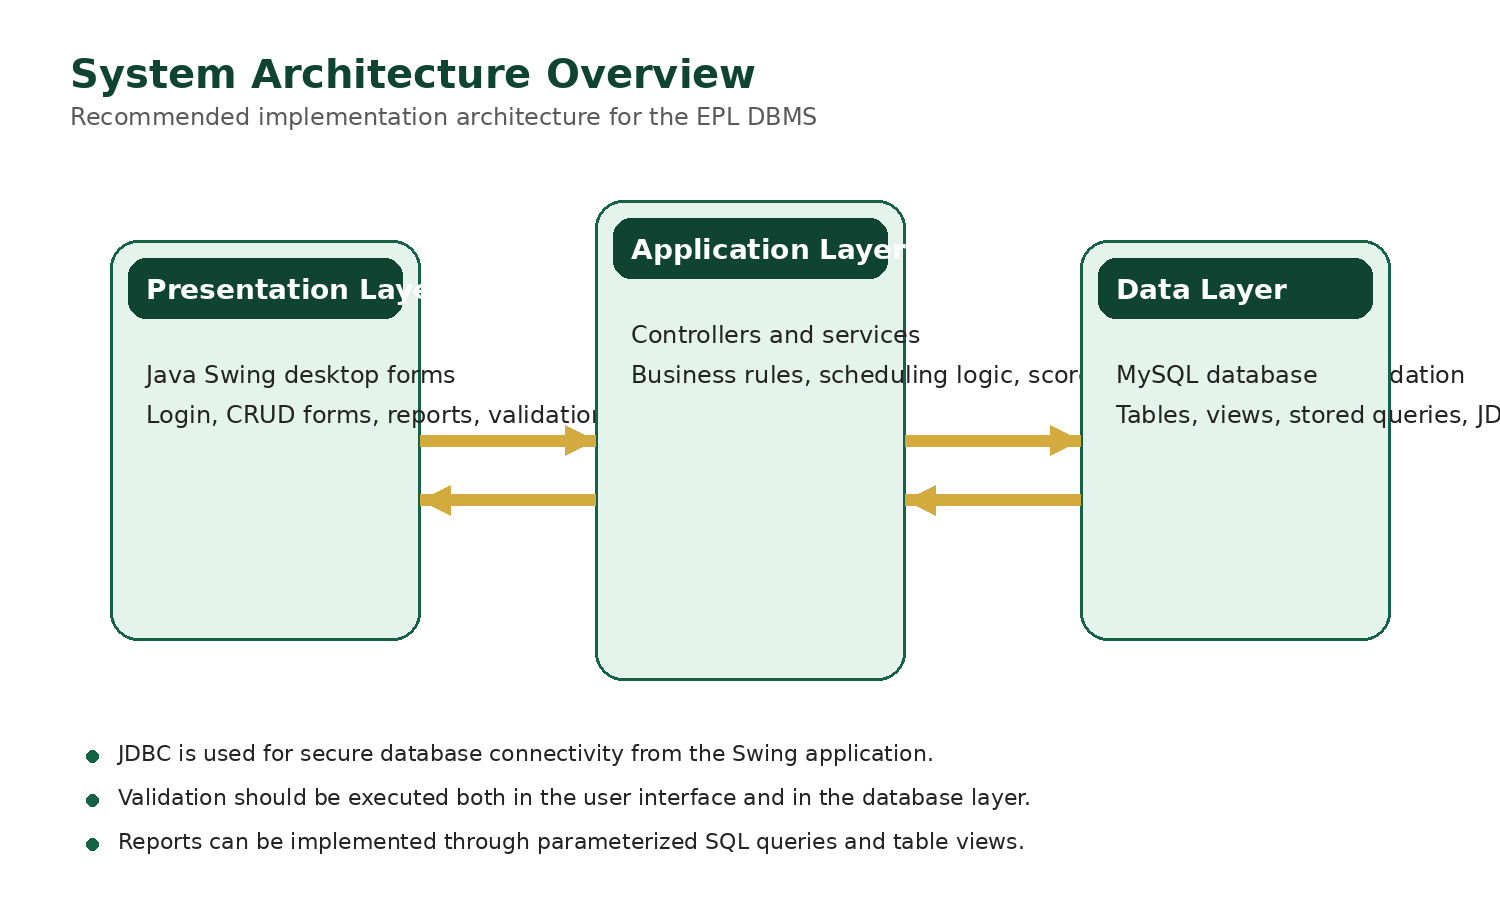 System Architecture Overview
Recommended implementation architecture for the EPL DBMS
Presentation Laye
Java Swing desktop forms
Login, CRUD forms, reports, validation
Application Layer
Controllers and services
Business rules, scheduling logic, scor
dation
Data Layer
MySQL database
Tables, views, stored queries, JD
JDBC is used for secure database connectivity from the Swing application.
Validation should be executed both in the user interface and in the database layer.
Reports can be implemented through parameterized SQL queries and table views.